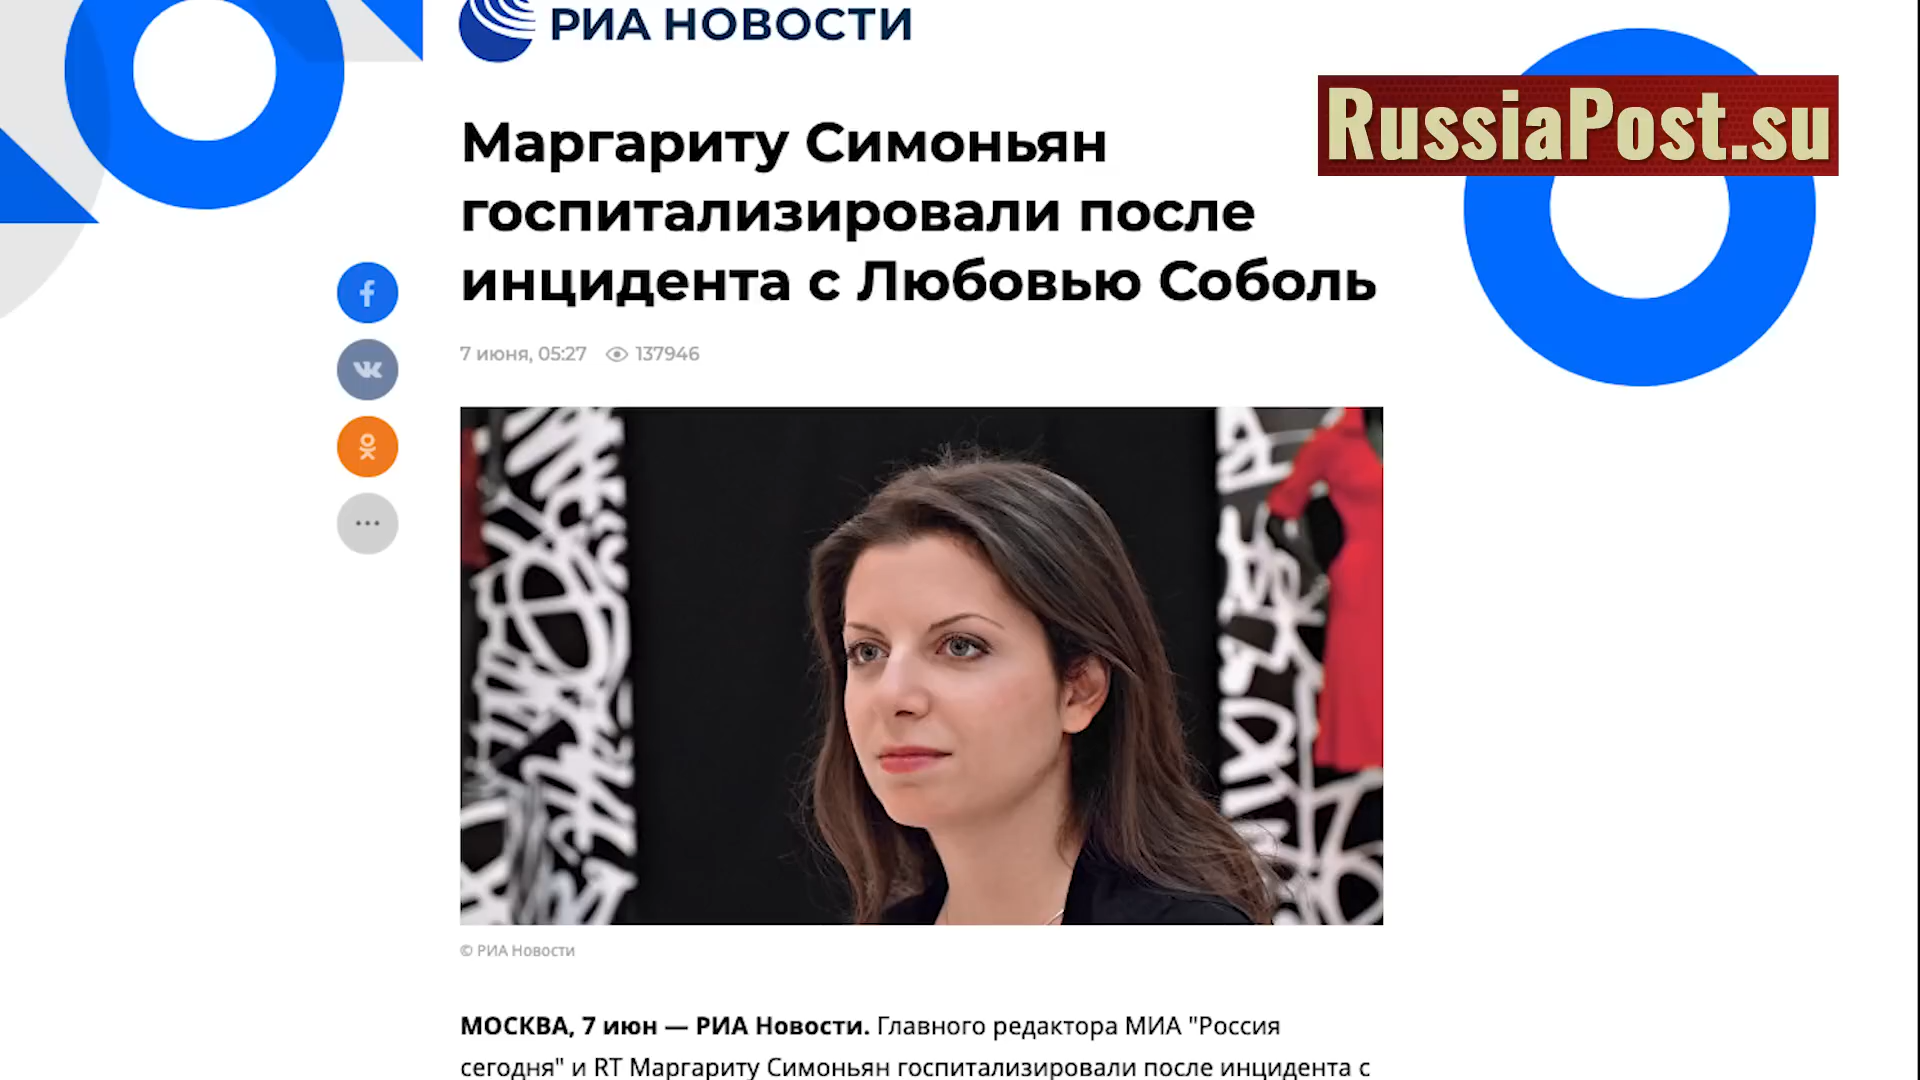 РИА НОВОСТИ
RussiaPost.su
Маргариту Симоньян
госпитализировали после
инцидента с Любовью Соболь
7 июня, 05:27 137946
© РИА Новости
МОСКВА, 7 июн — РИА Новости. Главного редактора МИА "Россия
сегодня" и RT Маргариту Симоньян госпитализировали после инцидента с